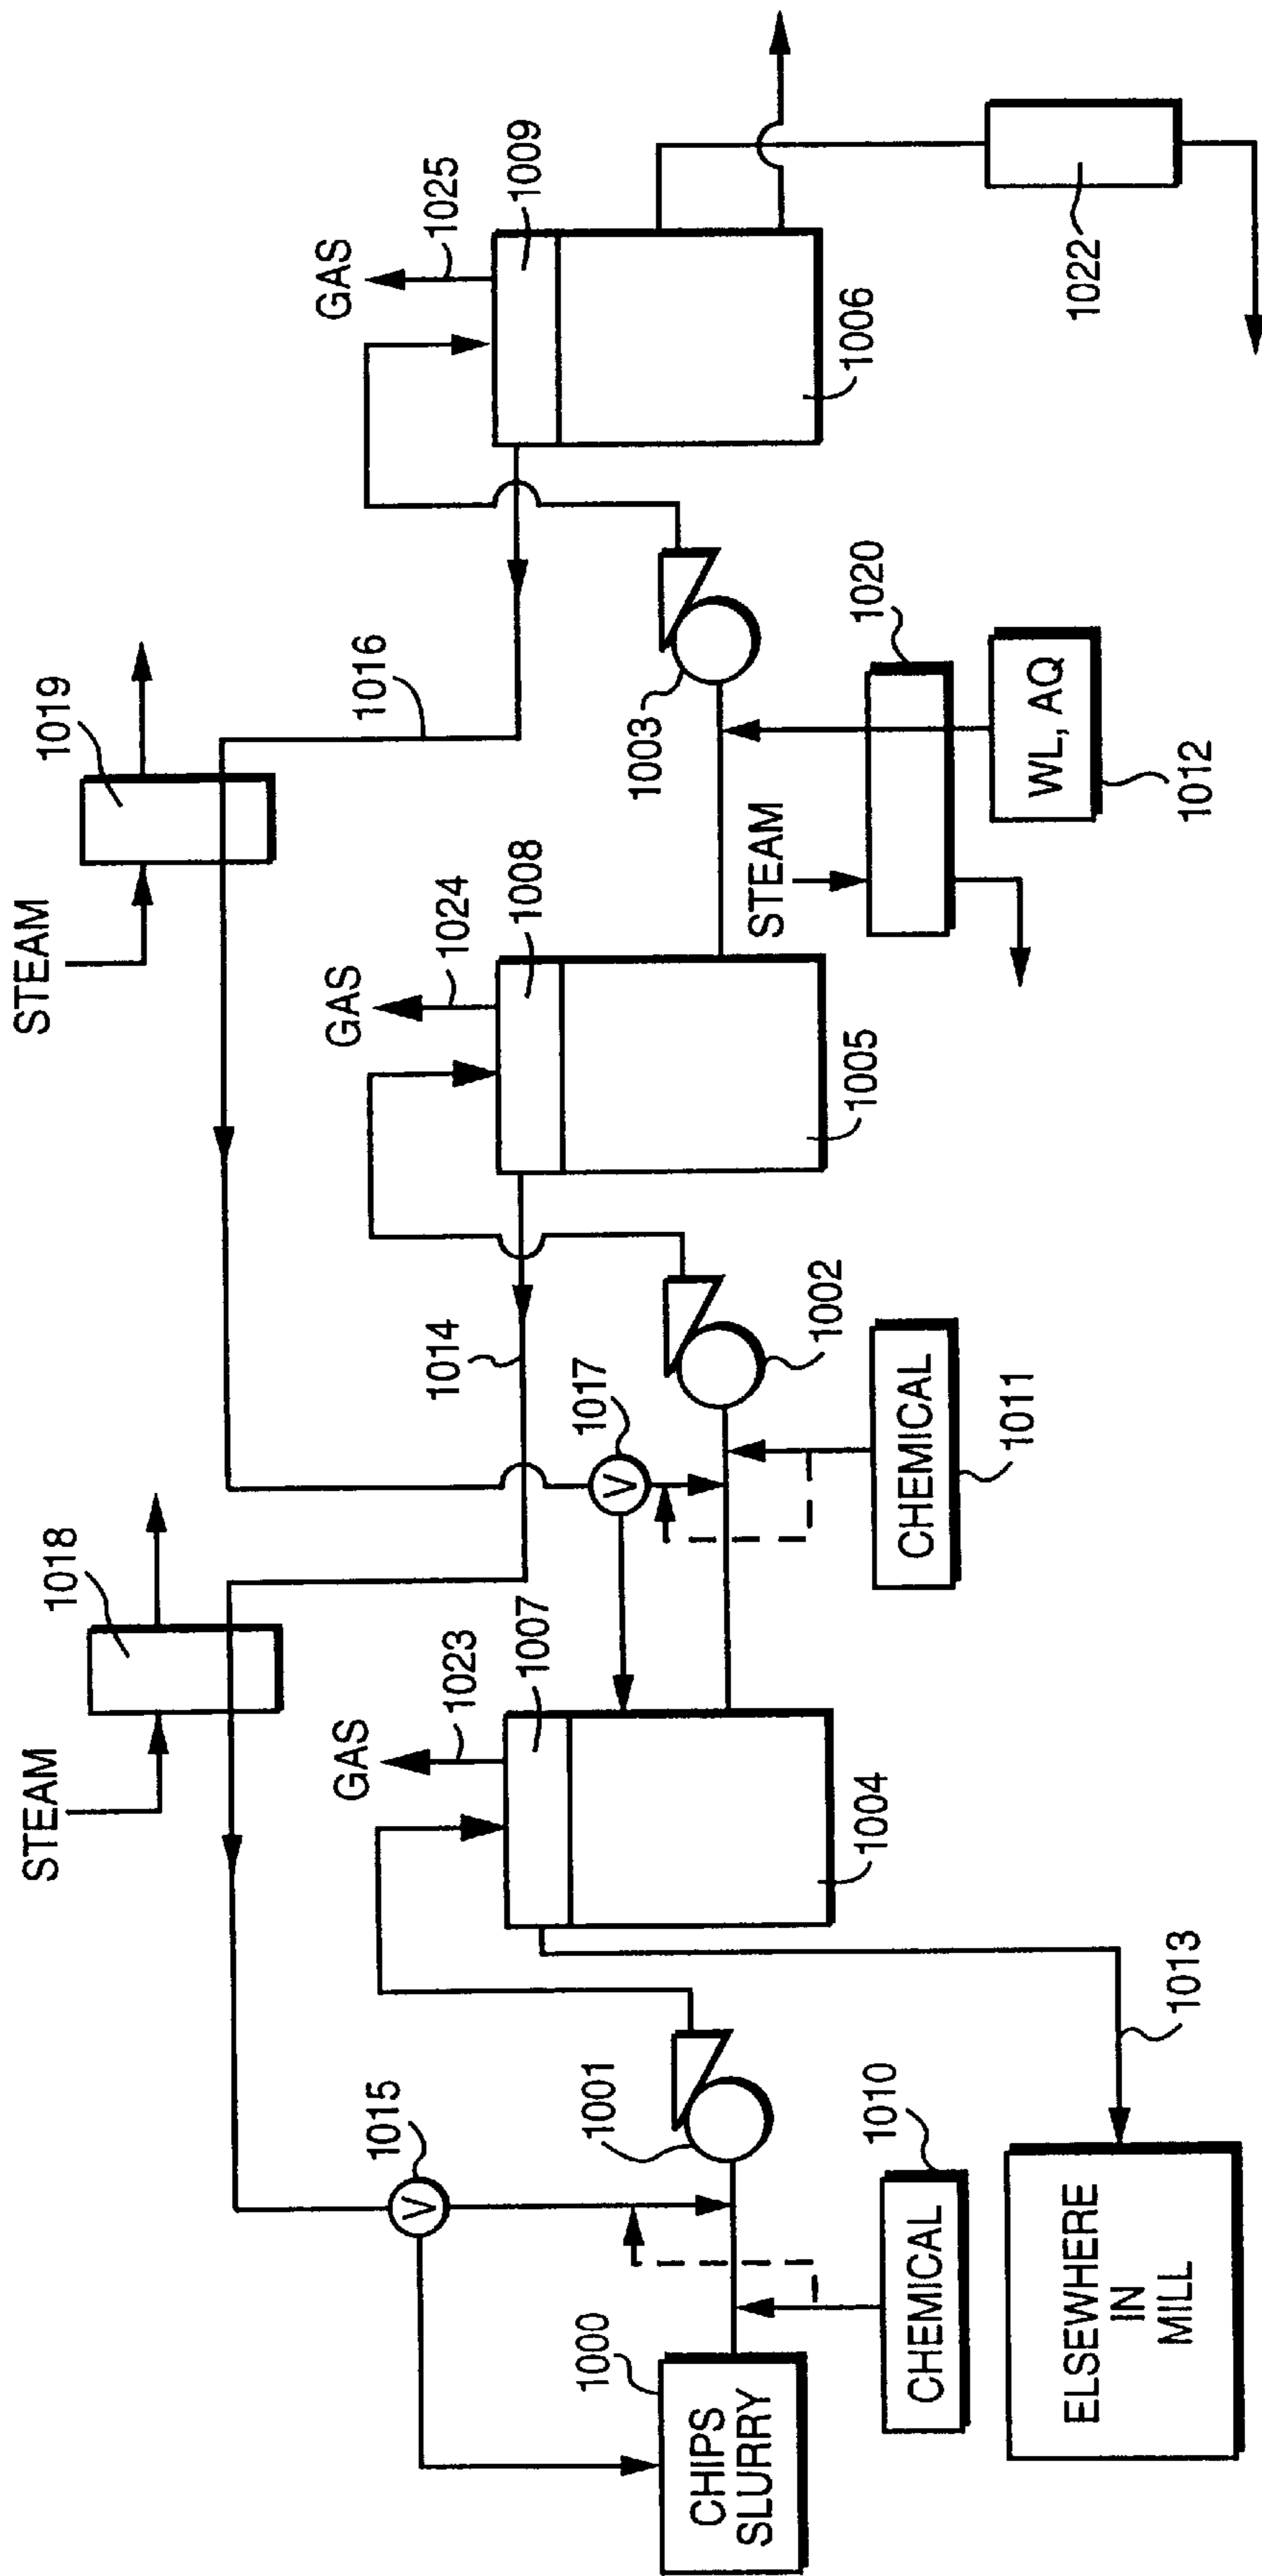 STEAM
1018
STEAM
1019
1015
GAS
1023
1007
1014
GAS
1024
1008
1016
GAS
1025
1009
1000
CHIPS
SLURRY
1001
1004
1017
V
V
1002
1005
1003
1006
CHEMICAL
1010
CHEMICAL
1011
STEAM
1020
WL, AQ
1012
1022
ELSEWHERE
IN
MILL
1013